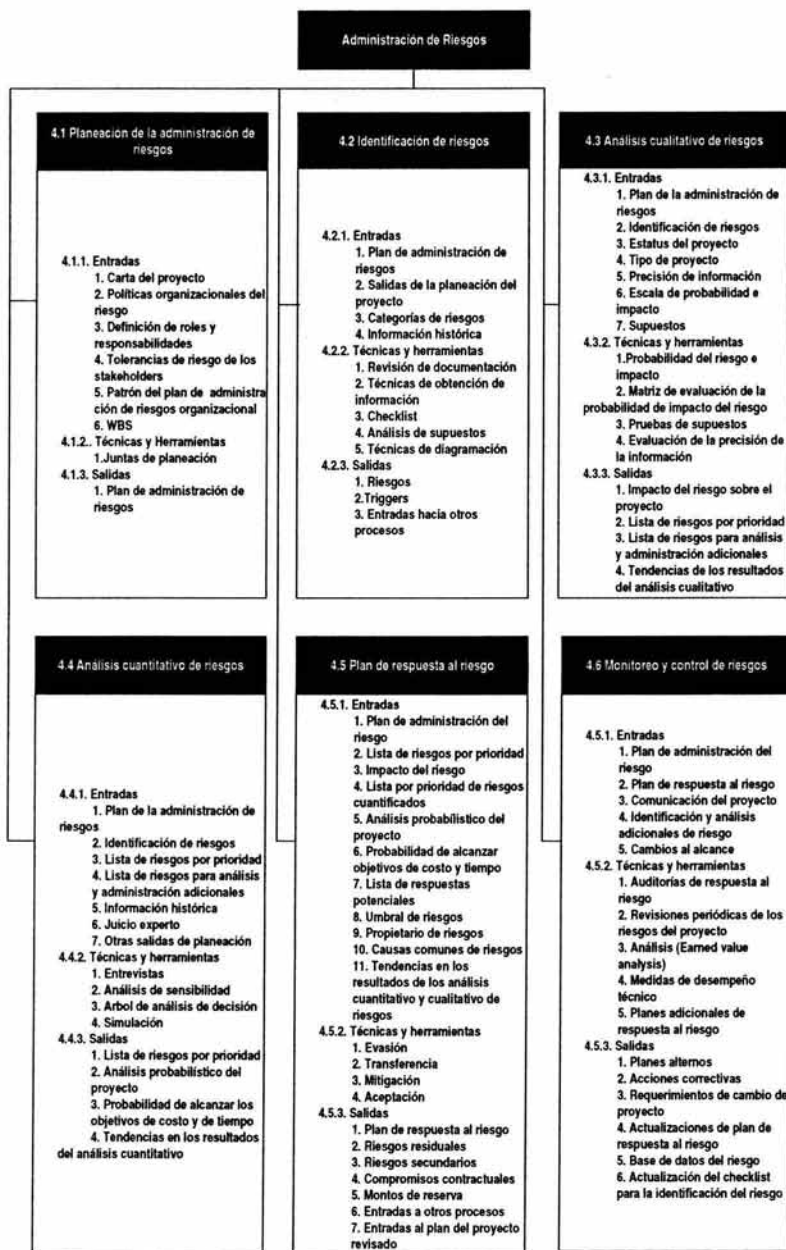 Administración de Riesgos
4.1 Planeación de la administración de
riesgos
4.1.1. Entradas
1. Carta del proyecto
2. Políticas organizacionales del
riesgo
3. Definición de roles y
responsabilidades
4. Tolerancias de riesgo de los
stakeholders
5. Patrón del plan de administra
ción de riesgos organizacional
6. WBS
4.1.2.. Técnicas y Herramientas
1.Juntas de planeación
4.1.3. Salidas
1. Plan de administración de
riesgos
4.2 Identificación de riesgos
4.2.1. Entradas
1. Plan de administración de
riesgos
2. Salidas de la planeación del
proyecto
3. Categorías de riesgos
4. Información histórica
4.2.2. Técnicas y herramientas
1. Revisión de documentación
2. Técnicas de obtención de
información
3. Checklist
4. Análisis de supuestos
5. Técnicas de diagramación
4.2.3. Salidas
1. Riesgos
2.Triggers
3. Entradas hacia otros
procesos
4.3 Análisis cualitativo de riesgos
4.3.1. Entradas
1. Plan de la administración de
riesgos
2. Identificación de riesgos
3. Estatus del proyecto
4. Tipo de proyecto
5. Precisión de información
6. Escala de probabilidad e
impacto
7. Supuestos
4.3.2. Técnicas y herramientas
1.Probabilidad del riesgo e
impacto
2. Matriz de evaluación de la
probabilidad de impacto del riesgo
3. Pruebas de supuestos
4. Evaluación de la precisión de
la información
4.3.3. Salidas
1. Impacto del riesgo sobre el
proyecto
2. Lista de riesgos por prioridad
3. Lista de riesgos para análisis
y administración adicionales
4. Tendencias de los resultados
del análisis cualitativo
4.4 Análisis cuantitativo de riesgos
4.4.1. Entradas
1. Plan de la administración de
riesgos
2. Identificación de riesgos
3. Lista de riesgos por prioridad
4. Lista de riesgos para análisis
y administración adicionales
5. Información histórica
6. Juicio experto
7. Otras salidas de planeación
4.4.2. Técnicas y herramientas
1. Entrevistas
2. Análisis de sensibilidad
3. Arbol de análisis de decisión
4. Simulación
4.4.3. Salidas
1. Lista de riesgos por prioridad
2. Análisis probabilístico del
proyecto
3. Probabilidad de alcanzar los
objetivos de costo y de tiempo
4. Tendencias en los resultados
del análisis cuantitativo
4.5 Plan de respuesta al riesgo
4.5.1. Entradas
1. Plan de administración del
riesgo
2. Lista de riesgos por prioridad
3. Impacto del riesgo
4. Lista por prioridad de riesgos
cuantificados
5. Análisis probabilístico del
proyecto
6. Probabilidad de alcanzar
objetivos de costo y tiempo
7. Lista de respuestas
potenciales
8. Umbral de riesgos
9. Propietario de riesgos
10. Causas comunes de riesgos
11. Tendencias en los
resultados de los análisis
cuantitativo y cualitativo de
riesgos
4.5.2. Técnicas y herramientas
1. Evasión
2. Transferencia
3. Mitigación
4. Aceptación
4.5.3. Salidas
1. Plan de respuesta al riesgo
2. Riesgos residuales
3. Riesgos secundarios
4. Compromisos contractuales
5. Montos de reserva
6. Entradas a otros procesos
7. Entradas al plan del proyecto
revisado
4.6 Monitoreo y control de riesgos
4.5.1. Entradas
1. Plan de administración del
riesgo
2. Plan de respuesta al riesgo
3. Comunicación del proyecto
4. Identificación y análisis
adicionales de riesgo
5. Cambios al alcance
4.5.2. Técnicas y herramientas
1. Auditorías de respuesta al
riesgo
2. Revisiones periódicas de los
riesgos del proyecto
3. Análisis (Earned value
analysis)
4. Medidas de desempeño
técnico
5. Planes adicionales de
respuesta al riesgo
4.5.3. Salidas
1. Planes alternos
2. Acciones correctivas
3. Requerimientos de cambio de
proyecto
4. Actualizaciones de plan de
respuesta al riesgo
5. Base de datos del riesgo
6. Actualización del checklist
para la identificación del riesgo